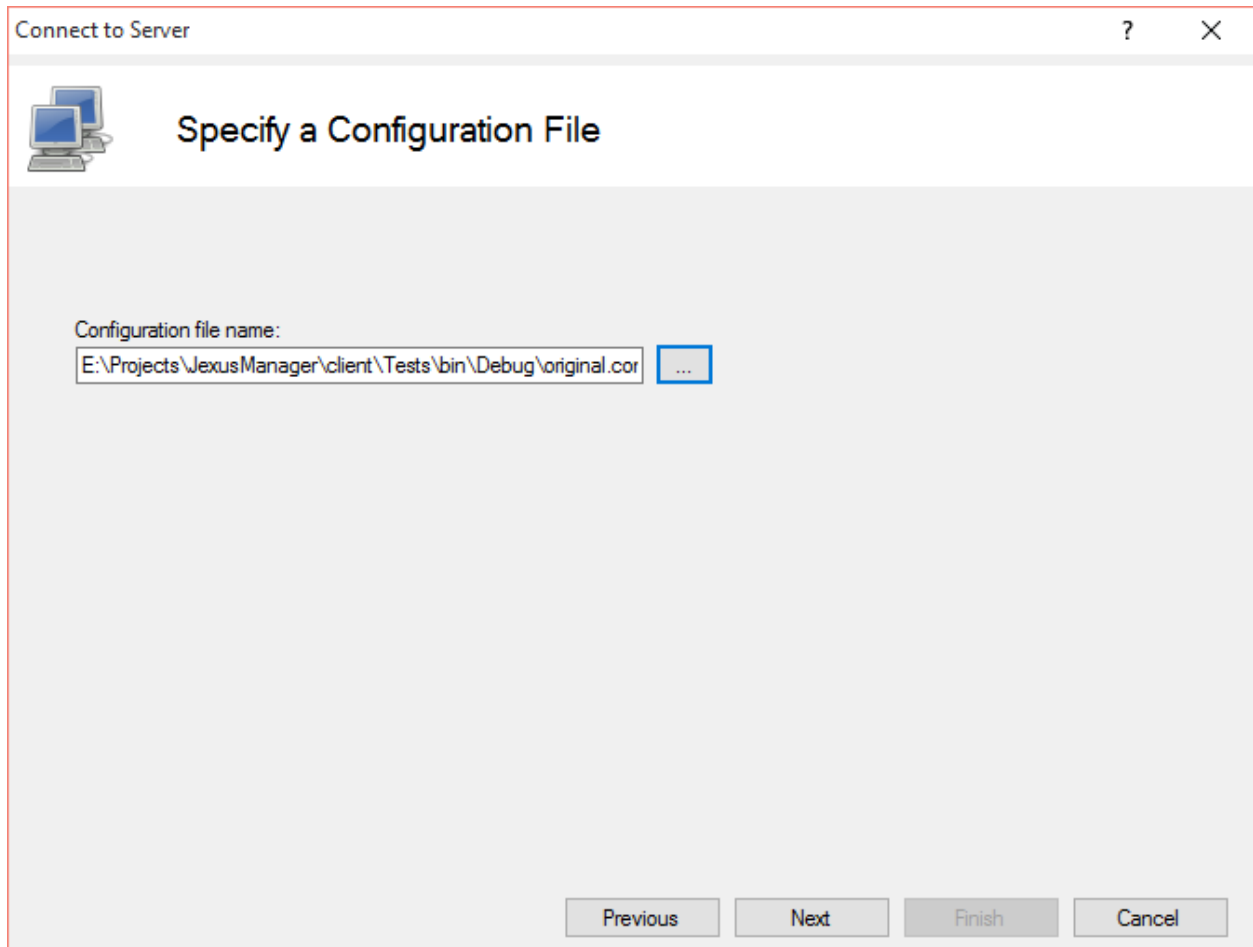 Connect to Server ?
Specify a Configuration File
Configuration file name:
E:\Projects\JexusManager\client\Tests\bin\Debug\original.cor ...
Previous Next Finish Cancel